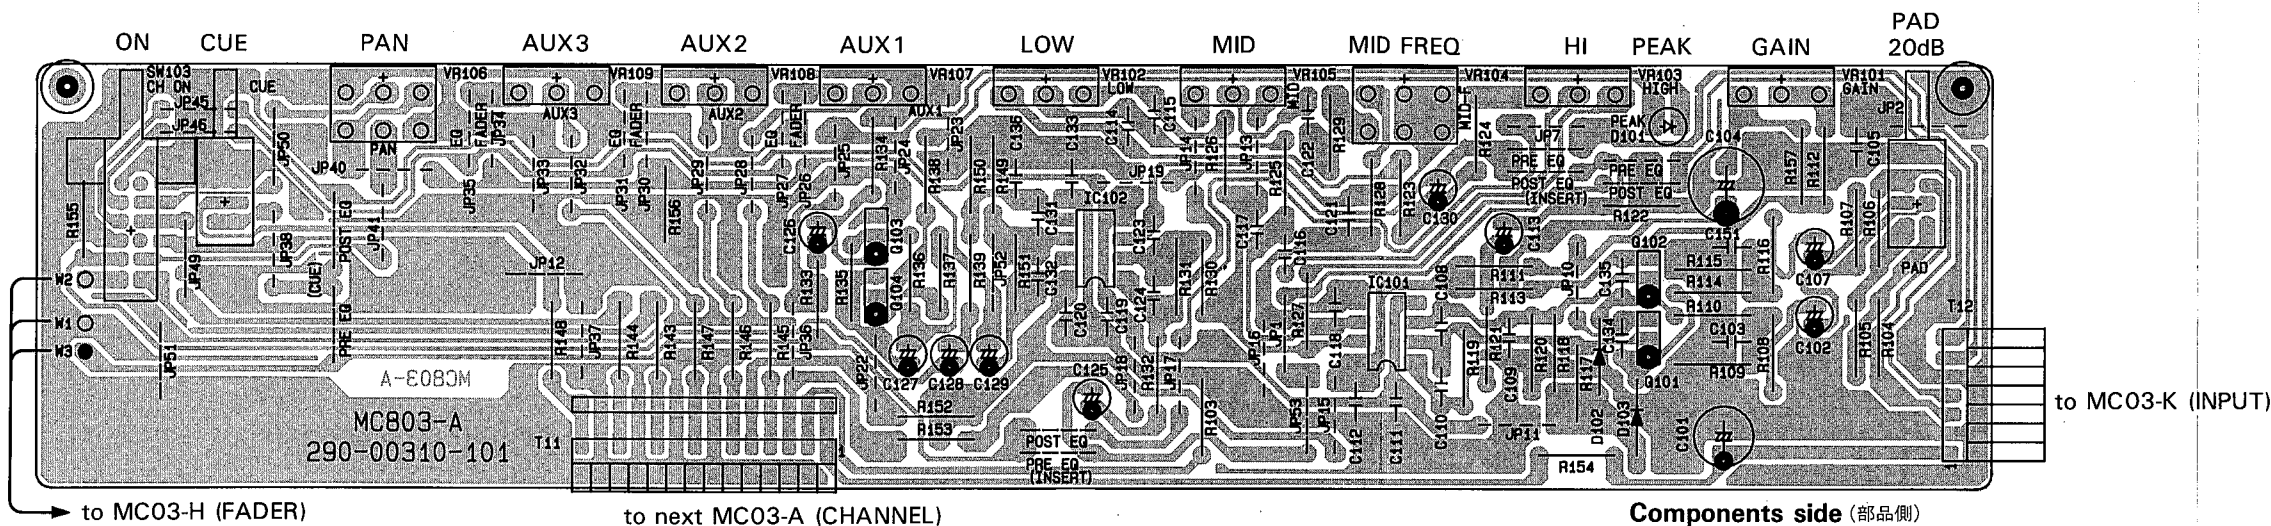 ON CUE PAN AUX3 AUX2 AUX1 LOW MID MID FREQ HI PEAK GAIN PAD 20dB
SW103 CH ON
CUE
VR106
VR109
VR108
VR107
VR102 LOW
VR105 MID
VR104 MID-F
VR103 HIGH
VR101 GAIN
JP2
JP45
JP46
JP50
PAN
JP40
EQ
FADER
JP34
AUX3
EQ
FADER
AUX2
EQ
FADER
AUX1
JP23
C136
C133
C114
C115
JP14
R126
JP13
C122
R129
R124
JP7
PEAK D101
C104
R157
R112
C105
R155
JP49
JP38
(CUE)
POST EQ
PRE EQ
JP41
JP35
JP33
JP32
JP31
JP30
R156
JP29
JP28
JP27
JP26
JP25
R134
JP24
R138
R150
R149
JP19
IC102
C131
R125
R128
R123
C130
PRE EQ
POST EQ
(INSERT)
PRE EQ
POST EQ
R122
C151
R107
R106
PAD
W2
W1
W3
JP51
JP12
C126
Q103
R133
R135
Q104
R136
R137
R139
JP52
R151
C132
C123
C124
C119
C120
R131
R130
C117
C116
C121
C113
IC101
C108
R111
R113
JP10
C135
Q102
R115
R114
R110
R116
C107
T12
R148
JP37
R144
R143
R147
R146
R145
JP36
JP22
C127
C128
C129
C125
JP18
R132
JP17
JP16
JP1
R127
C118
R119
R121
C109
R120
R118
R117
C134
Q101
C103
R109
R108
C102
R105
R104
MC803-A
MC803-A
290-00310-101
T11
1
R152
R153
POST EQ
PRE EQ
(INSERT)
R103
JP53
JP15
C112
C111
C110
JP11
D102
D103
C101
R154
1
to MC03-K (INPUT)
to MC03-H (FADER)
to next MC03-A (CHANNEL)
Components side (部品側)